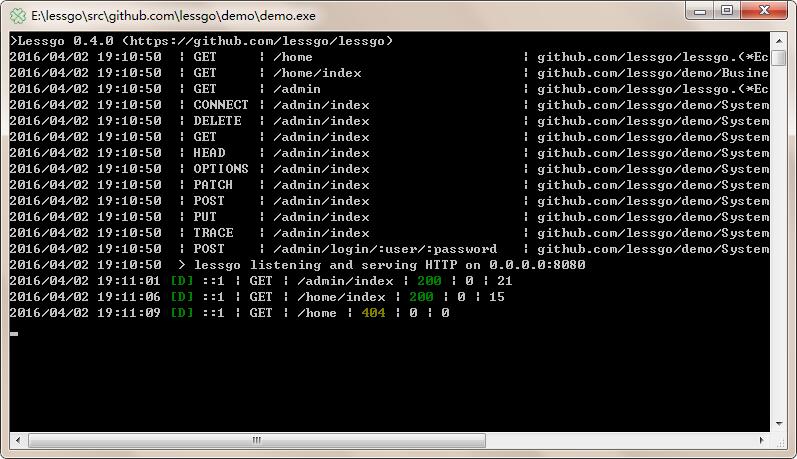 E:\lessgo\src\github.com\lessgo\demo\demo.exe
>Lessgo 0.4.0 (https://github.com/lessgo/lessgo)
2016/04/02 19:10:50 | GET | /home | github.com/lessgo/lessgo.(*Ec
2016/04/02 19:10:50 | GET | /home/index | github.com/lessgo/demo/Busine
2016/04/02 19:10:50 | GET | /admin | github.com/lessgo/lessgo.(*Ec
2016/04/02 19:10:50 | CONNECT | /admin/index | github.com/lessgo/demo/System
2016/04/02 19:10:50 | DELETE | /admin/index | github.com/lessgo/demo/System
2016/04/02 19:10:50 | GET | /admin/index | github.com/lessgo/demo/System
2016/04/02 19:10:50 | HEAD | /admin/index | github.com/lessgo/demo/System
2016/04/02 19:10:50 | OPTIONS | /admin/index | github.com/lessgo/demo/System
2016/04/02 19:10:50 | PATCH | /admin/index | github.com/lessgo/demo/System
2016/04/02 19:10:50 | POST | /admin/index | github.com/lessgo/demo/System
2016/04/02 19:10:50 | PUT | /admin/index | github.com/lessgo/demo/System
2016/04/02 19:10:50 | TRACE | /admin/index | github.com/lessgo/demo/System
2016/04/02 19:10:50 | POST | /admin/login/:user/:password | github.com/lessgo/demo/System
2016/04/02 19:10:50 > lessgo listening and serving HTTP on 0.0.0.0:8080
2016/04/02 19:11:01 [D] ::1 | GET | /admin/index | 200 | 0 | 21
2016/04/02 19:11:06 [D] ::1 | GET | /home/index | 200 | 0 | 15
2016/04/02 19:11:09 [D] ::1 | GET | /home | 404 | 0 | 0